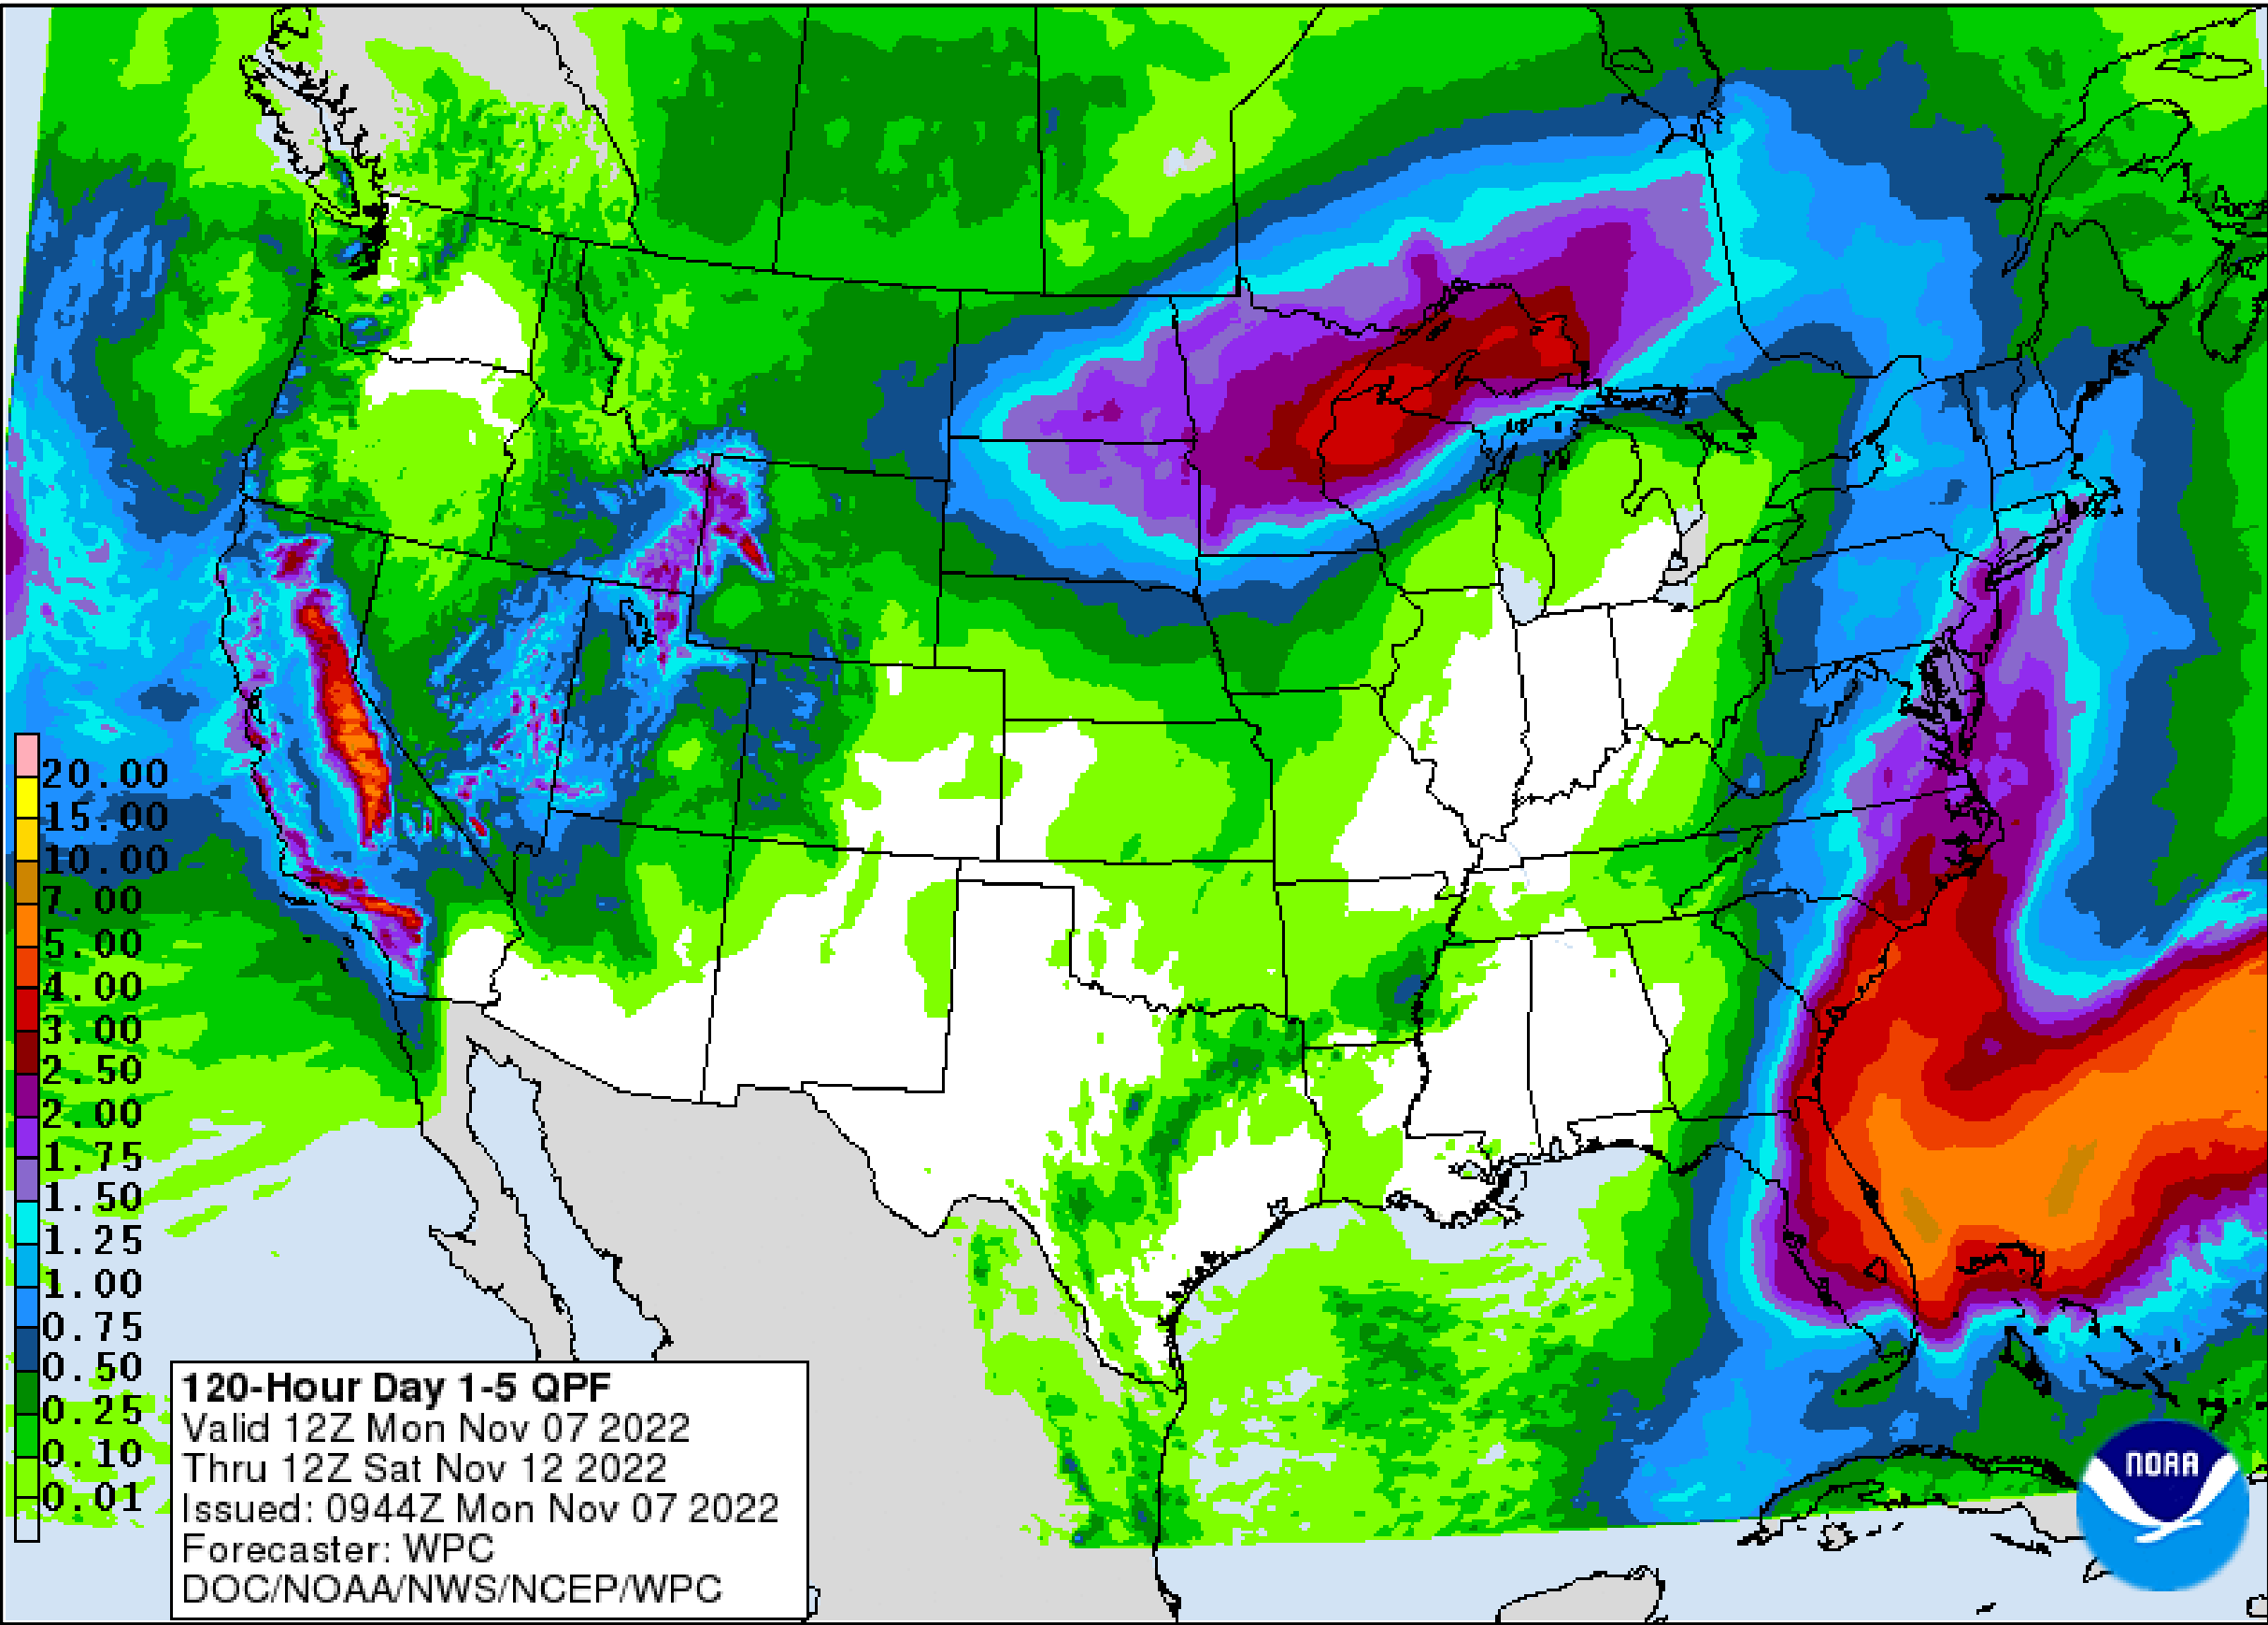 20.00
15.00
10.00
7.00
5.00
4.00
3.00
2.50
2.00
1.75
1.50
1.25
1.00
0.75
0.50
0.25
0.10
0.01
120-Hour Day 1-5 QPF
Valid 12Z Mon Nov 07 2022
Thru 12Z Sat Nov 12 2022
Issued: 0944Z Mon Nov 07 2022
Forecaster: WPC
DOC/NOAA/NWS/NCEP/WPC
NOAA